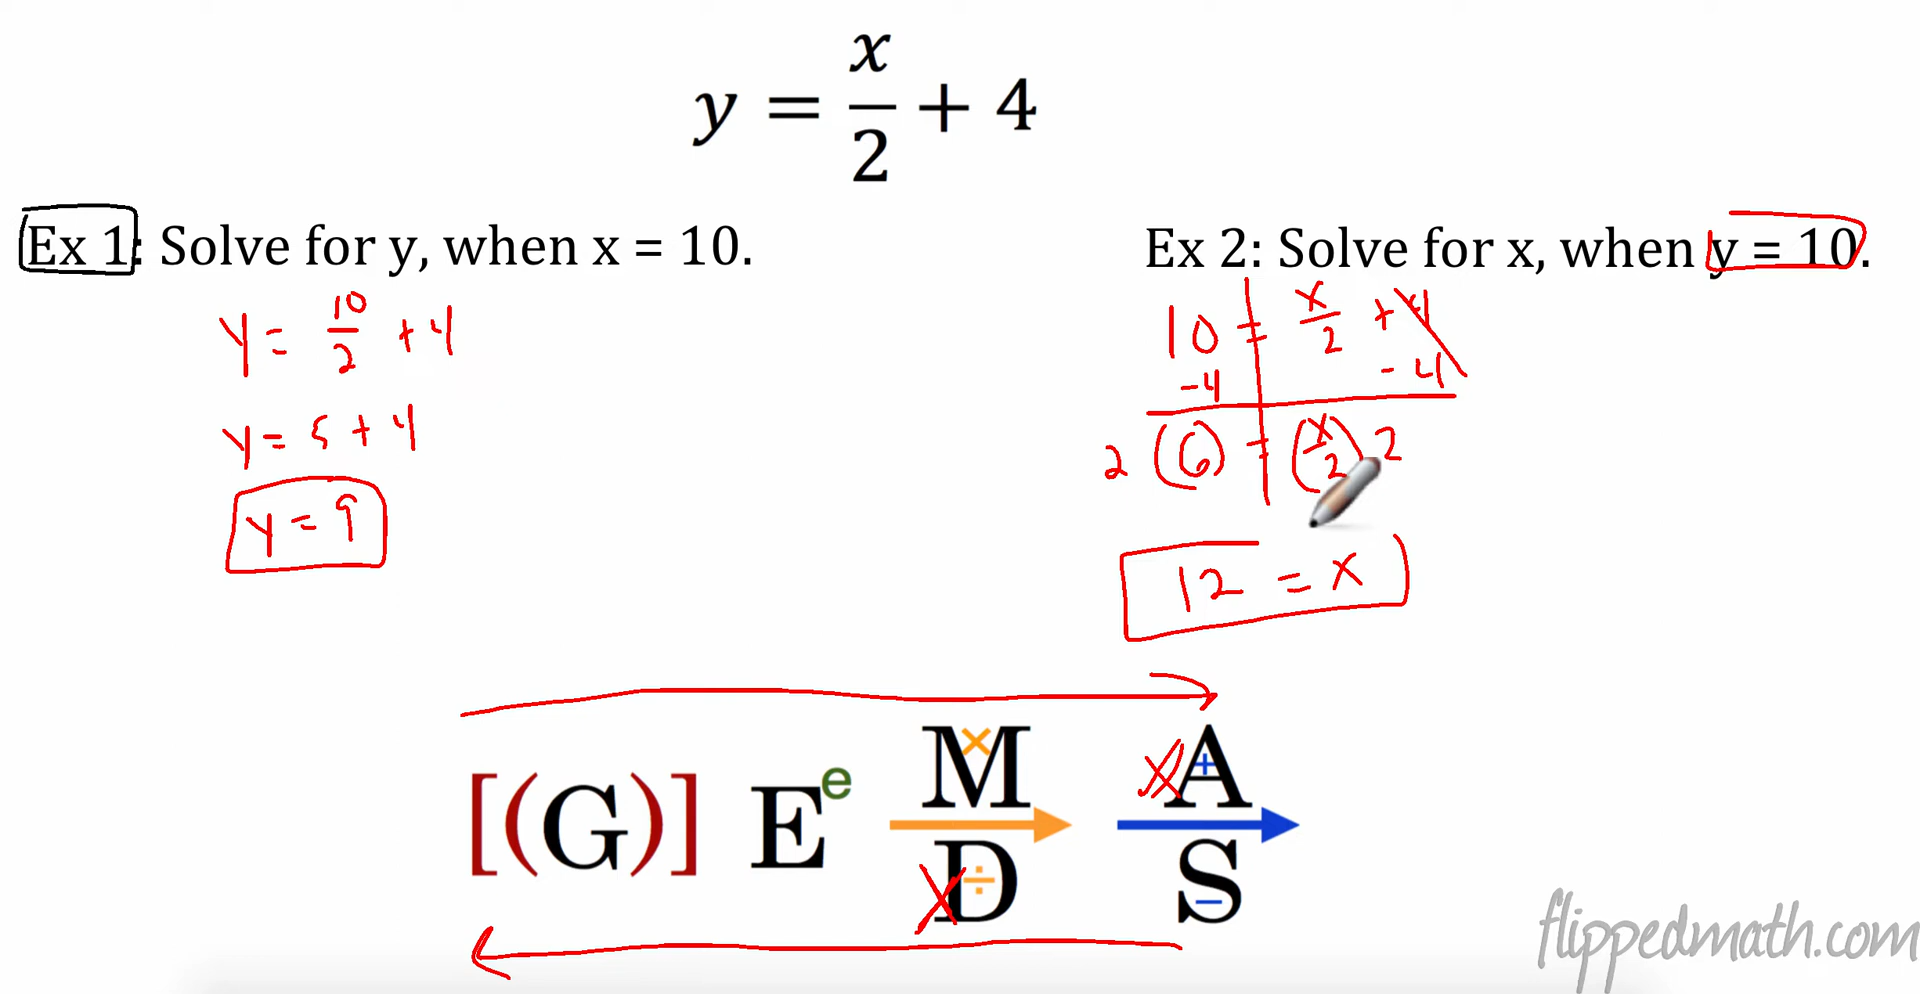 y = x/2 + 4
Ex 1: Solve for y, when x = 10.
y = 10/2 + 4
y = 5 + 4
y = 9
Ex 2: Solve for x, when y = 10.
10 = x/2 + 4
-4 - 4
2 (6) = (x/2) 2
12 = x
[(G)] E^e M × A +
D ÷ S −
flippedmath.com